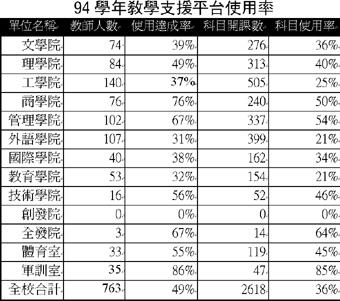 94 學年教學支援平台使用率
單位名稱 教師人數 使用達成率 科目開課數 科目使用率
文學院 74 39% 276 36%
理學院 84 49% 313 40%
工學院 140 37% 505 25%
商學院 76 76% 240 50%
管理學院 102 67% 337 54%
外語學院 107 31% 399 21%
國際學院 40 38% 162 34%
教育學院 53 32% 154 21%
技術學院 16 56% 52 46%
創發院 0 0% 0 0%
全發院 3 67% 14 64%
體育室 33 55% 119 45%
軍訓室 35 86% 47 85%
全校合計 763 49% 2618 36%